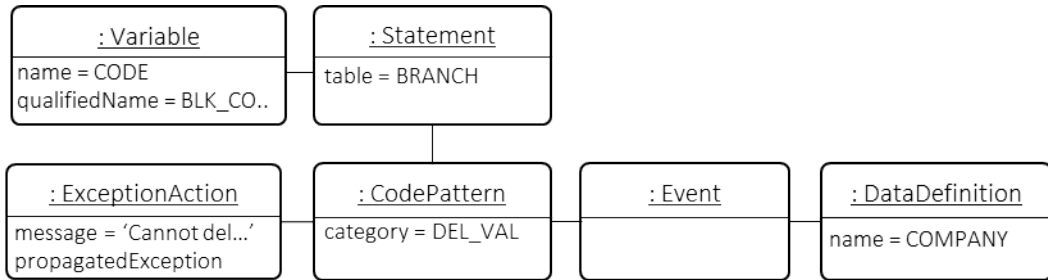 : Variable
name = CODE
qualifiedName = BLK_CO..
: Statement
table = BRANCH
: ExceptionAction
message = ‘Cannot del...’
propagatedException
: CodePattern
category = DEL_VAL
: Event
: DataDefinition
name = COMPANY